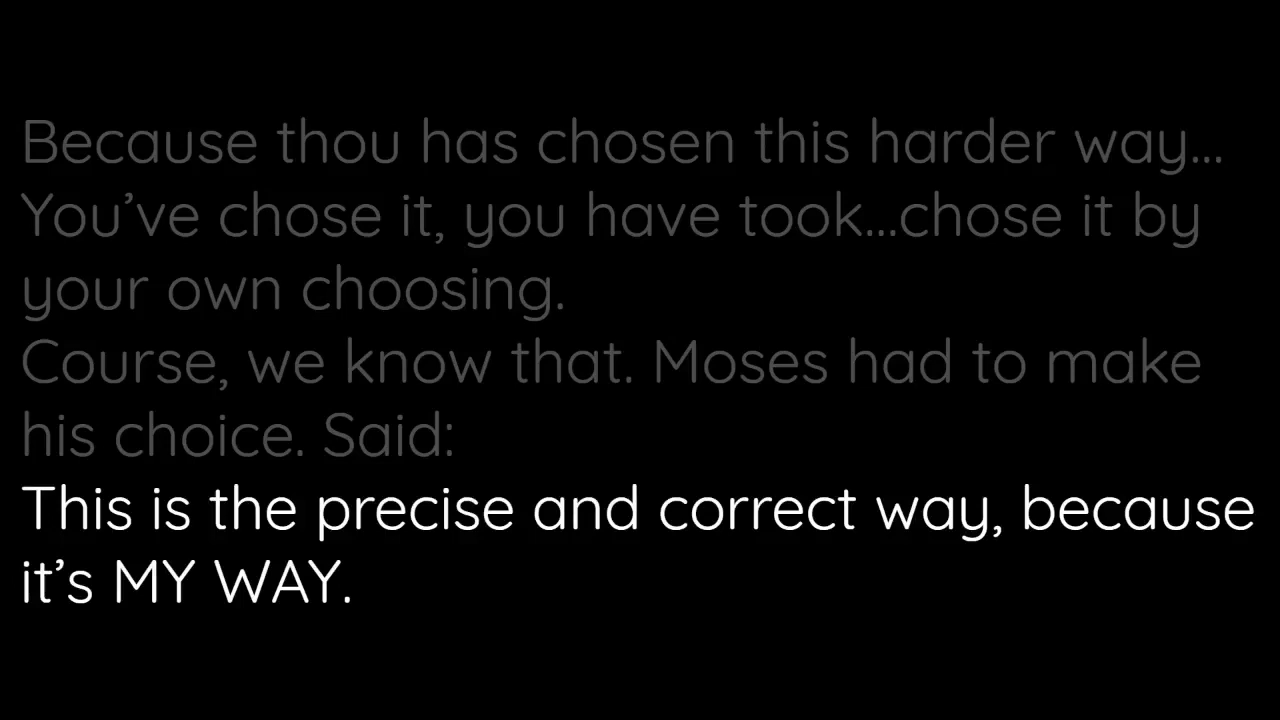 Because thou has chosen this harder way...
You’ve chose it, you have took...chose it by
your own choosing.
Course, we know that. Moses had to make
his choice. Said:
This is the precise and correct way, because
it’s MY WAY.